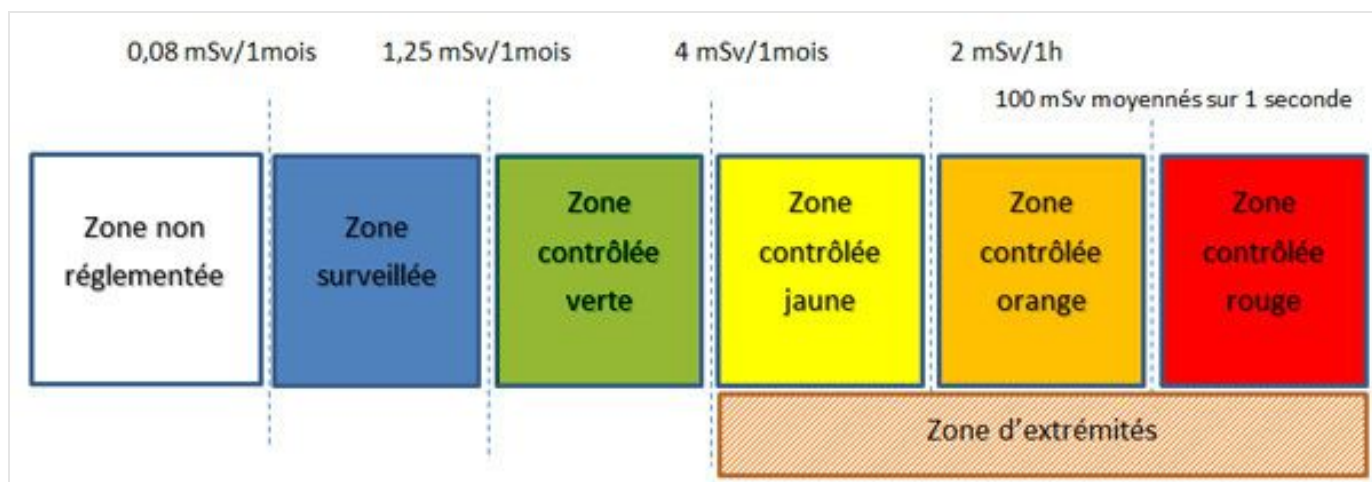 0,08 mSv/1mois
1,25 mSv/1mois
4 mSv/1mois
2 mSv/1h
100 mSv moyennés sur 1 seconde
Zone non
réglementée
Zone
surveillée
Zone
contrôlée
verte
Zone
contrôlée
jaune
Zone
contrôlée
orange
Zone
contrôlée
rouge
Zone d'extrémités